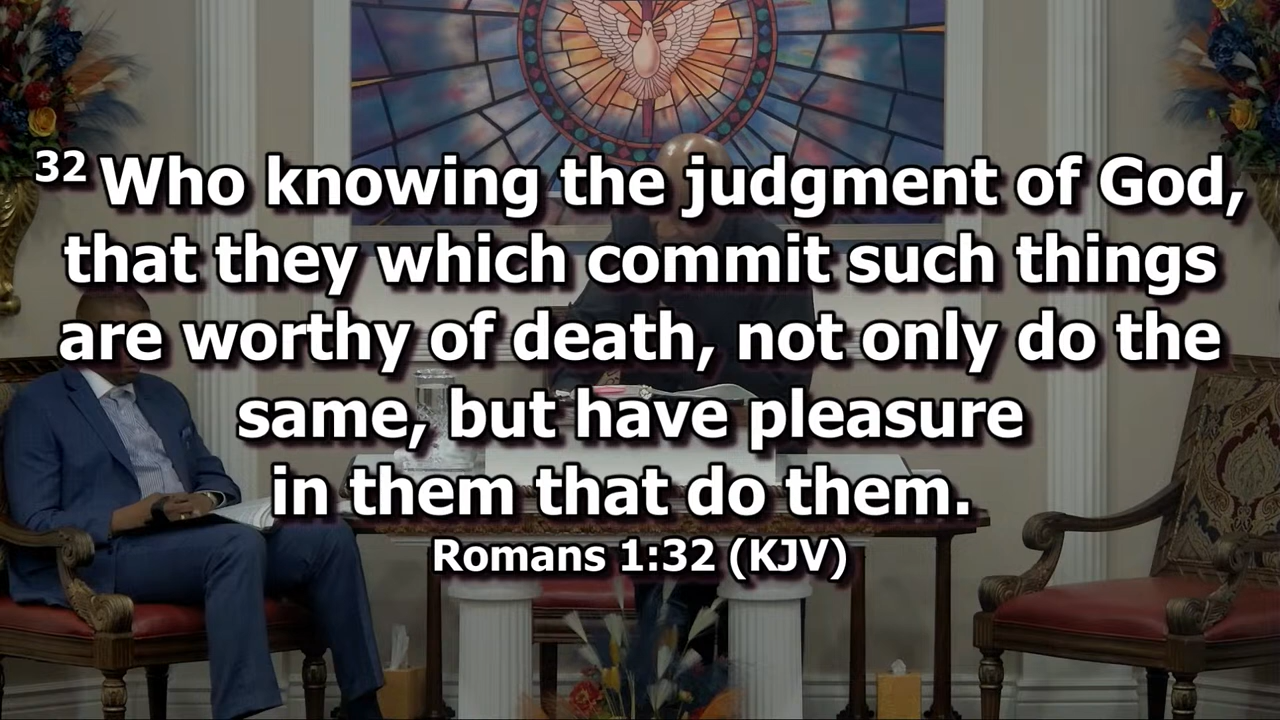 32 Who knowing the judgment of God,
that they which commit such things
are worthy of death, not only do the
same, but have pleasure
in them that do them.
Romans 1:32 (KJV)